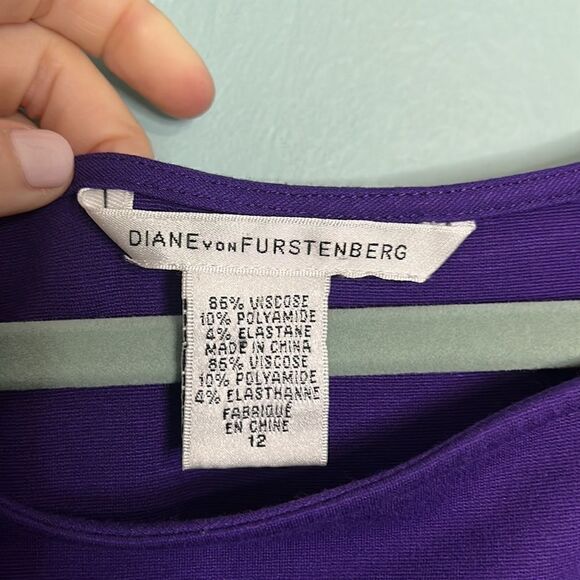 DIANE VON FURSTENBERG
86% VISCOSE
10% POLYAMIDE
4% ELASTANE
MADE IN CHINA
86% VISCOSE
10% POLYAMIDE
4% ELASTHANNE
FABRIQUÉ
EN CHINE
12